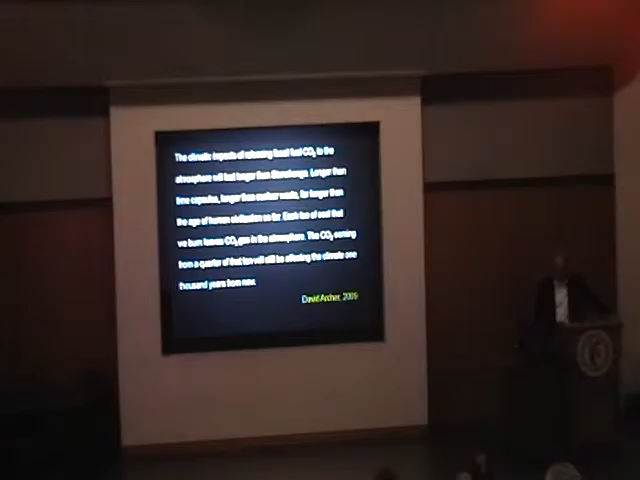 The climatic impacts of releasing fossil fuel CO₂ to the
atmosphere will last longer than Stonehenge. Longer than
time capsules, longer than nuclear waste, far longer than
the age of human civilization so far. Each ton of coal that
we burn leaves CO₂ gas in the atmosphere. The CO₂ coming
from a quarter of that ton will still be affecting the climate one
thousand years from now.
David Archer, 2009